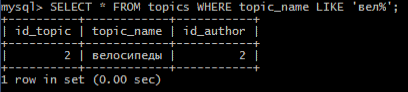 mysql> SELECT * FROM topics WHERE topic_name LIKE 'вел%';
+----------+------------+-----------+
| id_topic | topic_name | id_author |
+----------+------------+-----------+
|        2 | велосипеды |         2 |
+----------+------------+-----------+
1 row in set (0.00 sec)